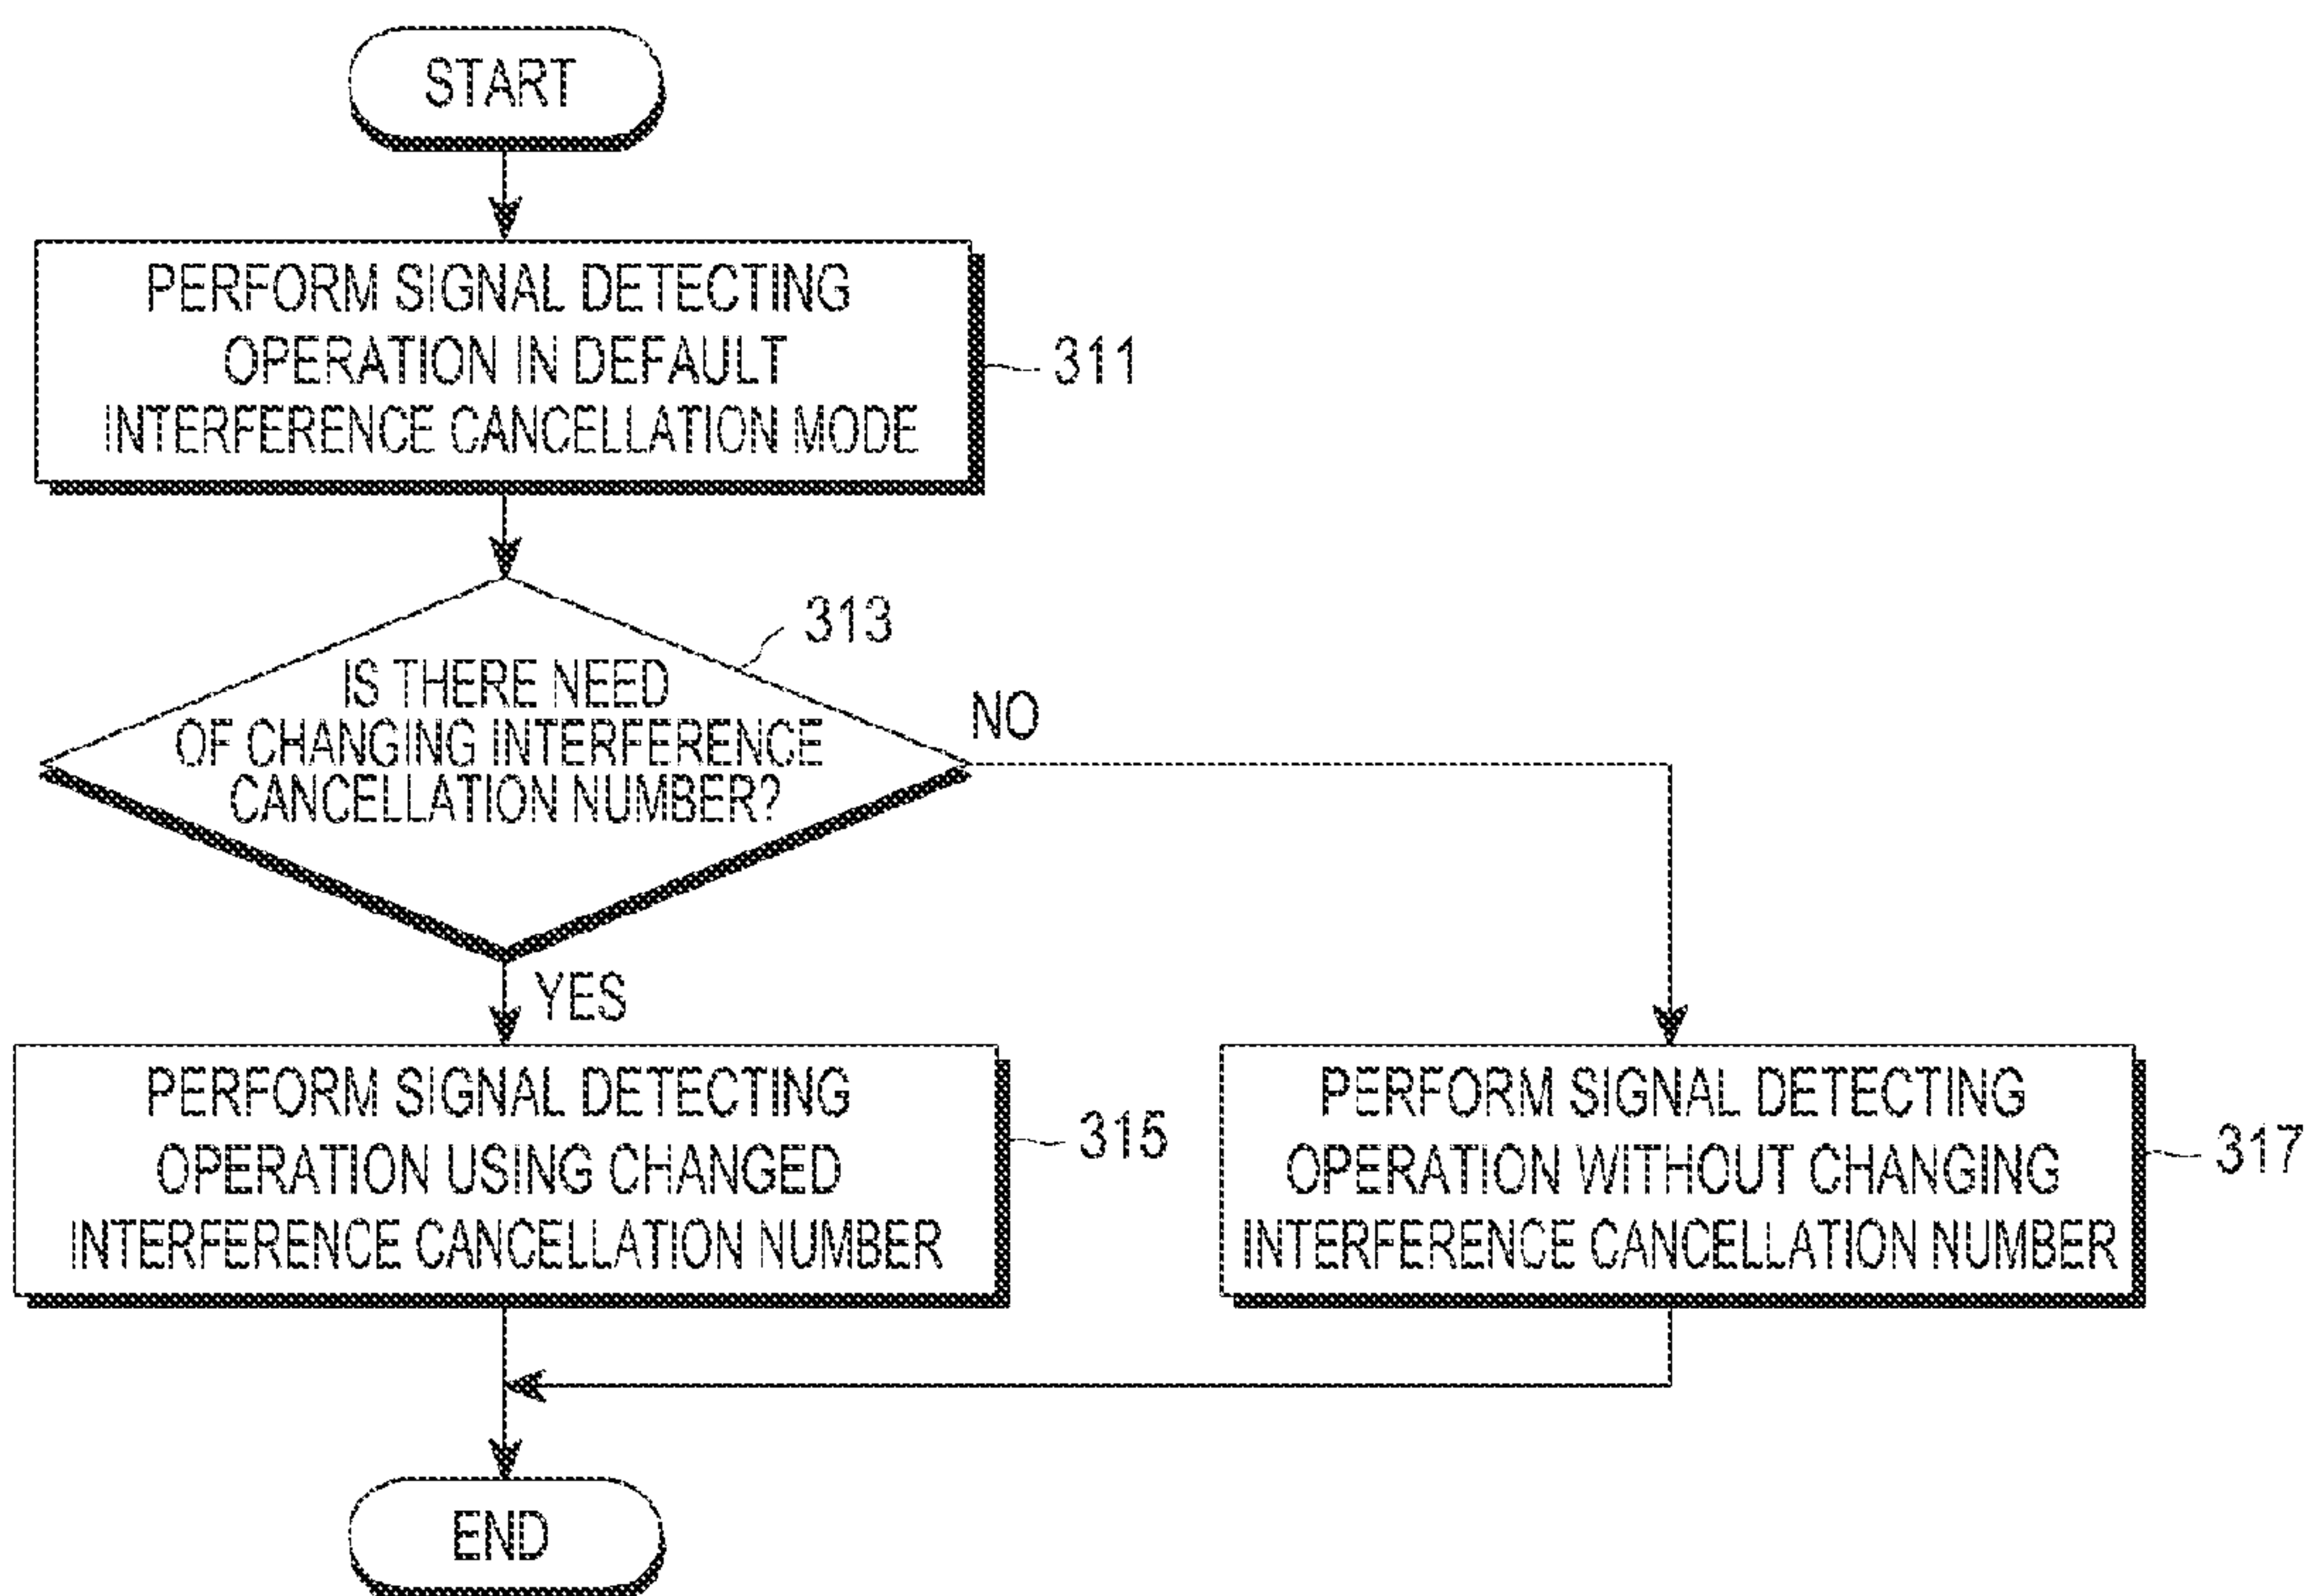 START
PERFORM SIGNAL DETECTING
OPERATION IN DEFAULT
INTERFERENCE CANCELLATION MODE
311
313
IS THERE NEED
OF CHANGING INTERFERENCE
CANCELLATION NUMBER?
NO
YES
PERFORM SIGNAL DETECTING
OPERATION USING CHANGED
INTERFERENCE CANCELLATION NUMBER
315
PERFORM SIGNAL DETECTING
OPERATION WITHOUT CHANGING
INTERFERENCE CANCELLATION NUMBER
317
END